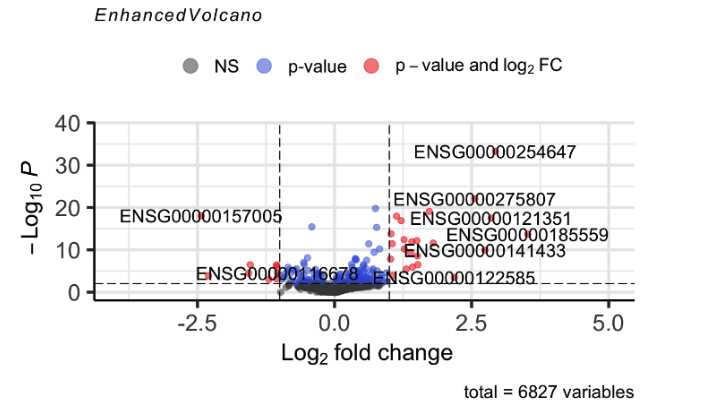 EnhancedVolcano
NS p-value p – value and log₂ FC
40
30
20
10
0
– Log₁₀ P
ENSG00000254647
ENSG00000275807
ENSG00000157005
ENSG00000121351
ENSG00000185559
ENSG00000141433
ENSG00000116678
ENSG00000122585
-2.5 0.0 2.5 5.0
Log₂ fold change
total = 6827 variables